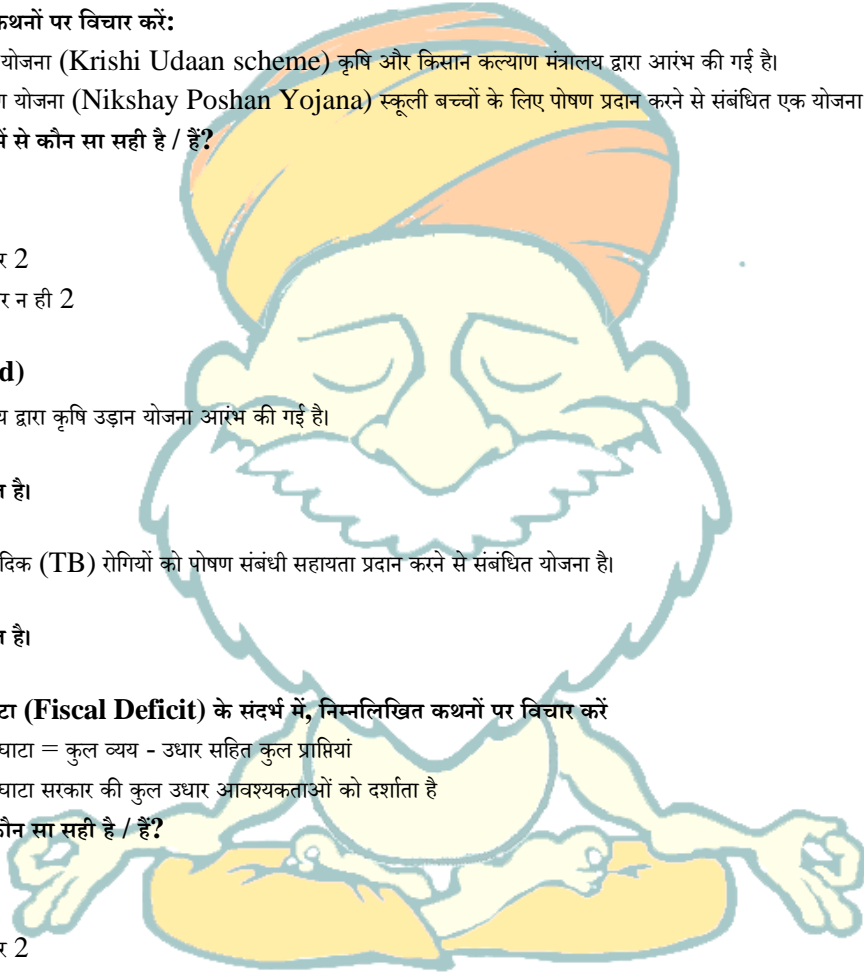 कथनों पर विचार करें:
योजना (Krishi Udaan scheme) कृषि और किसान कल्याण मंत्रालय द्वारा आरंभ की गई है।
योजना (Nikshay Poshan Yojana) स्कूली बच्चों के लिए पोषण प्रदान करने से संबंधित एक योजना
में से कौन सा सही है / हैं?
र 2
र न ही 2
d)
य द्वारा कृषि उड़ान योजना आरंभ की गई है।
त है।
दिक (TB) रोगियों को पोषण संबंधी सहायता प्रदान करने से संबंधित योजना है।
त है।
टा (Fiscal Deficit) के संदर्भ में, निम्नलिखित कथनों पर विचार करें
घाटा = कुल व्यय - उधार सहित कुल प्राप्तियां
घाटा सरकार की कुल उधार आवश्यकताओं को दर्शाता है
कौन सा सही है / हैं?
र 2